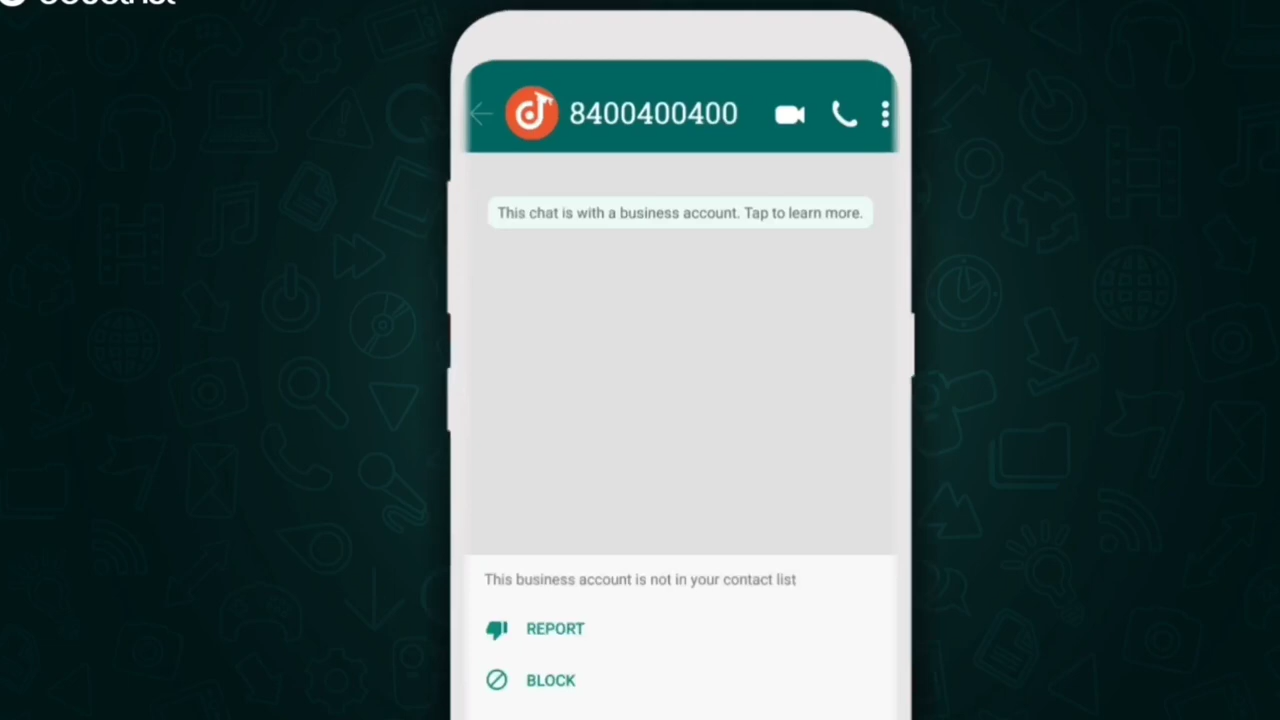 8400400400
This chat is with a business account. Tap to learn more.
This business account is not in your contact list
REPORT
BLOCK